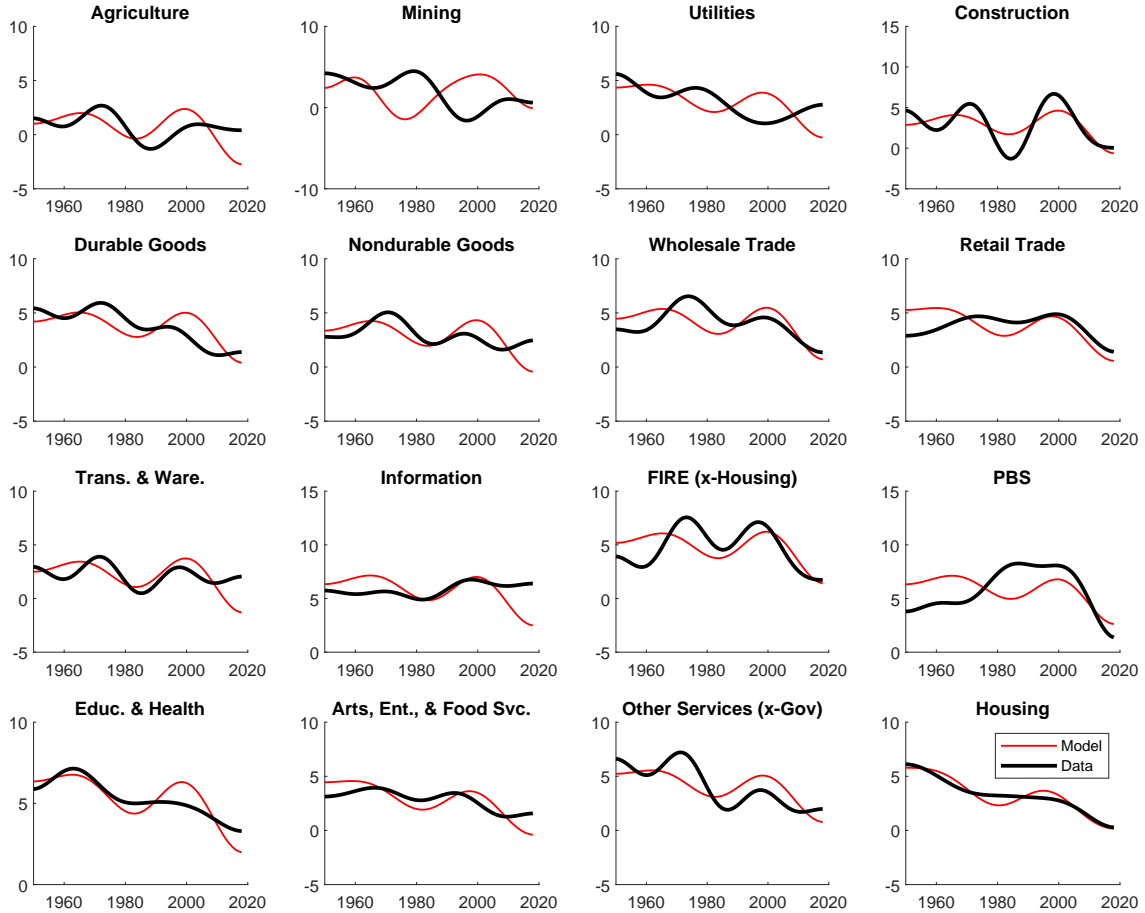 Agriculture
10
5
0
-5
1960 1980 2000 2020
Mining
10
0
-10
1960 1980 2000 2020
Utilities
10
5
0
-5
1960 1980 2000 2020
Construction
15
10
5
0
-5
1960 1980 2000 2020
Durable Goods
10
5
0
-5
1960 1980 2000 2020
Nondurable Goods
10
5
0
-5
1960 1980 2000 2020
Wholesale Trade
10
5
0
-5
1960 1980 2000 2020
Retail Trade
10
5
0
-5
1960 1980 2000 2020
Trans. & Ware.
10
5
0
-5
1960 1980 2000 2020
Information
15
10
5
0
1960 1980 2000 2020
FIRE (x-Housing)
10
5
0
-5
1960 1980 2000 2020
PBS
15
10
5
0
1960 1980 2000 2020
Educ. & Health
10
5
0
1960 1980 2000 2020
Arts, Ent., & Food Svc.
10
5
0
-5
1960 1980 2000 2020
Other Services (x-Gov)
10
5
0
-5
1960 1980 2000 2020
Housing
10
5
0
-5
1960 1980 2000 2020
Model
Data